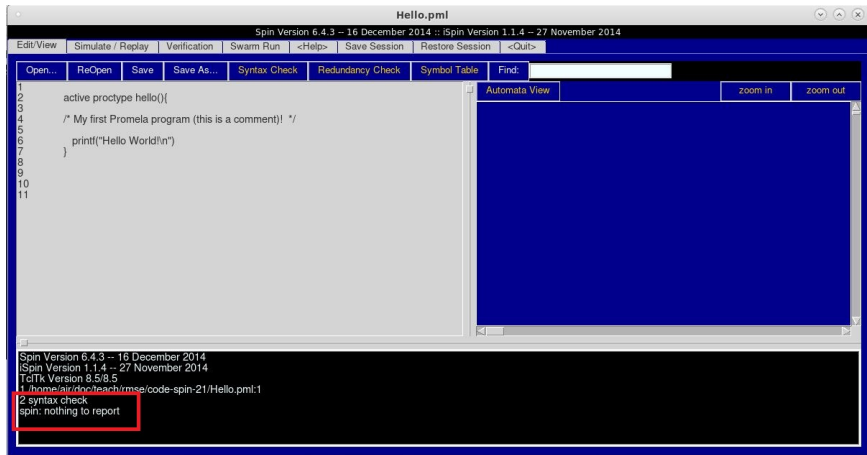 Hello.pml
Spin Version 6.4.3 -- 16 December 2014 :: iSpin Version 1.1.4 -- 27 November 2014
Edit/View Simulate / Replay Verification Swarm Run <Help> Save Session Restore Session <Quit>
Open... ReOpen Save Save As... Syntax Check Redundancy Check Symbol Table Find:
Automata View zoom in zoom out
1
2 active proctype hello(){
3
4 /* My first Promela program (this is a comment)! */
5
6 printf("Hello World!\n")
7 }
8
9
10
11
Spin Version 6.4.3 -- 16 December 2014
iSpin Version 1.1.4 -- 27 November 2014
TclTk Version 8.5/8.5
1 /home/air/doc/teach/rmse/code-spin-21/Hello.pml:1
2 syntax check
spin: nothing to report